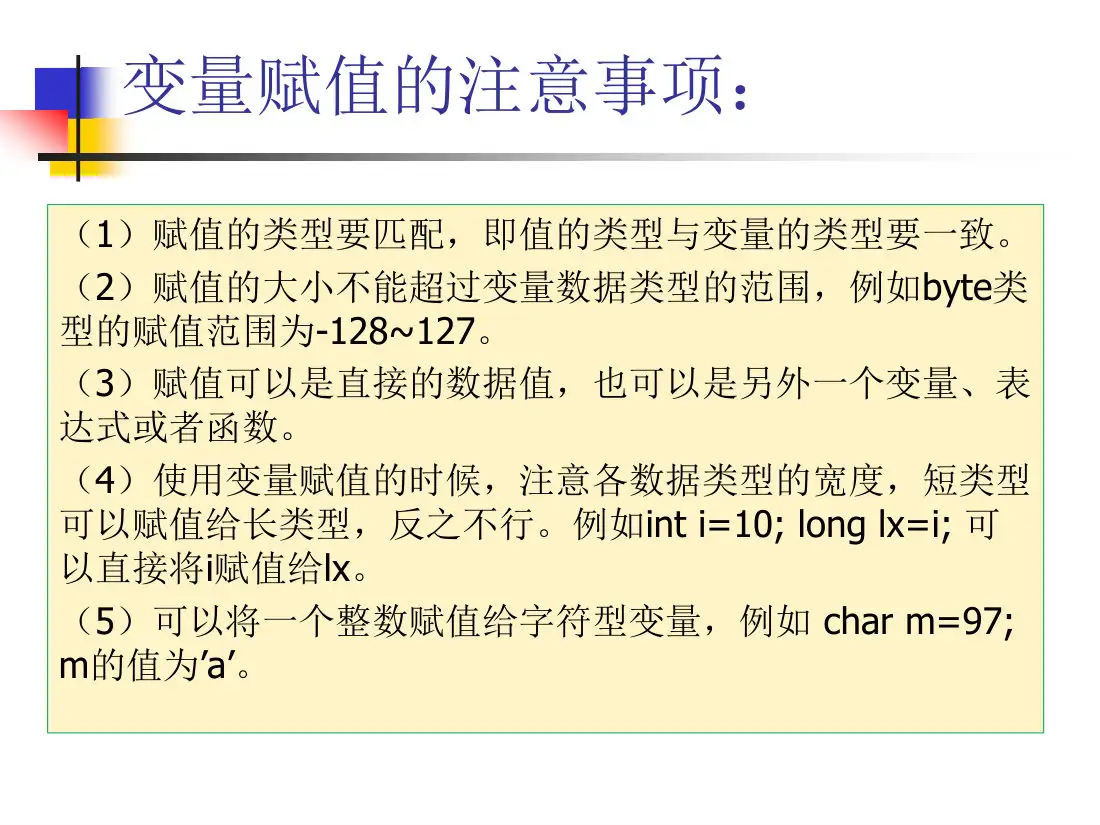 变量赋值的注意事项：
（1）赋值的类型要匹配，即值的类型与变量的类型要一致。
（2）赋值的大小不能超过变量数据类型的范围，例如byte类
型的赋值范围为-128~127。
（3）赋值可以是直接的数据值，也可以是另外一个变量、表
达式或者函数。
（4）使用变量赋值的时候，注意各数据类型的宽度，短类型
可以赋值给长类型，反之不行。例如int i=10; long lx=i; 可
以直接将i赋值给lx。
（5）可以将一个整数赋值给字符型变量，例如 char m=97;
m的值为’a’。